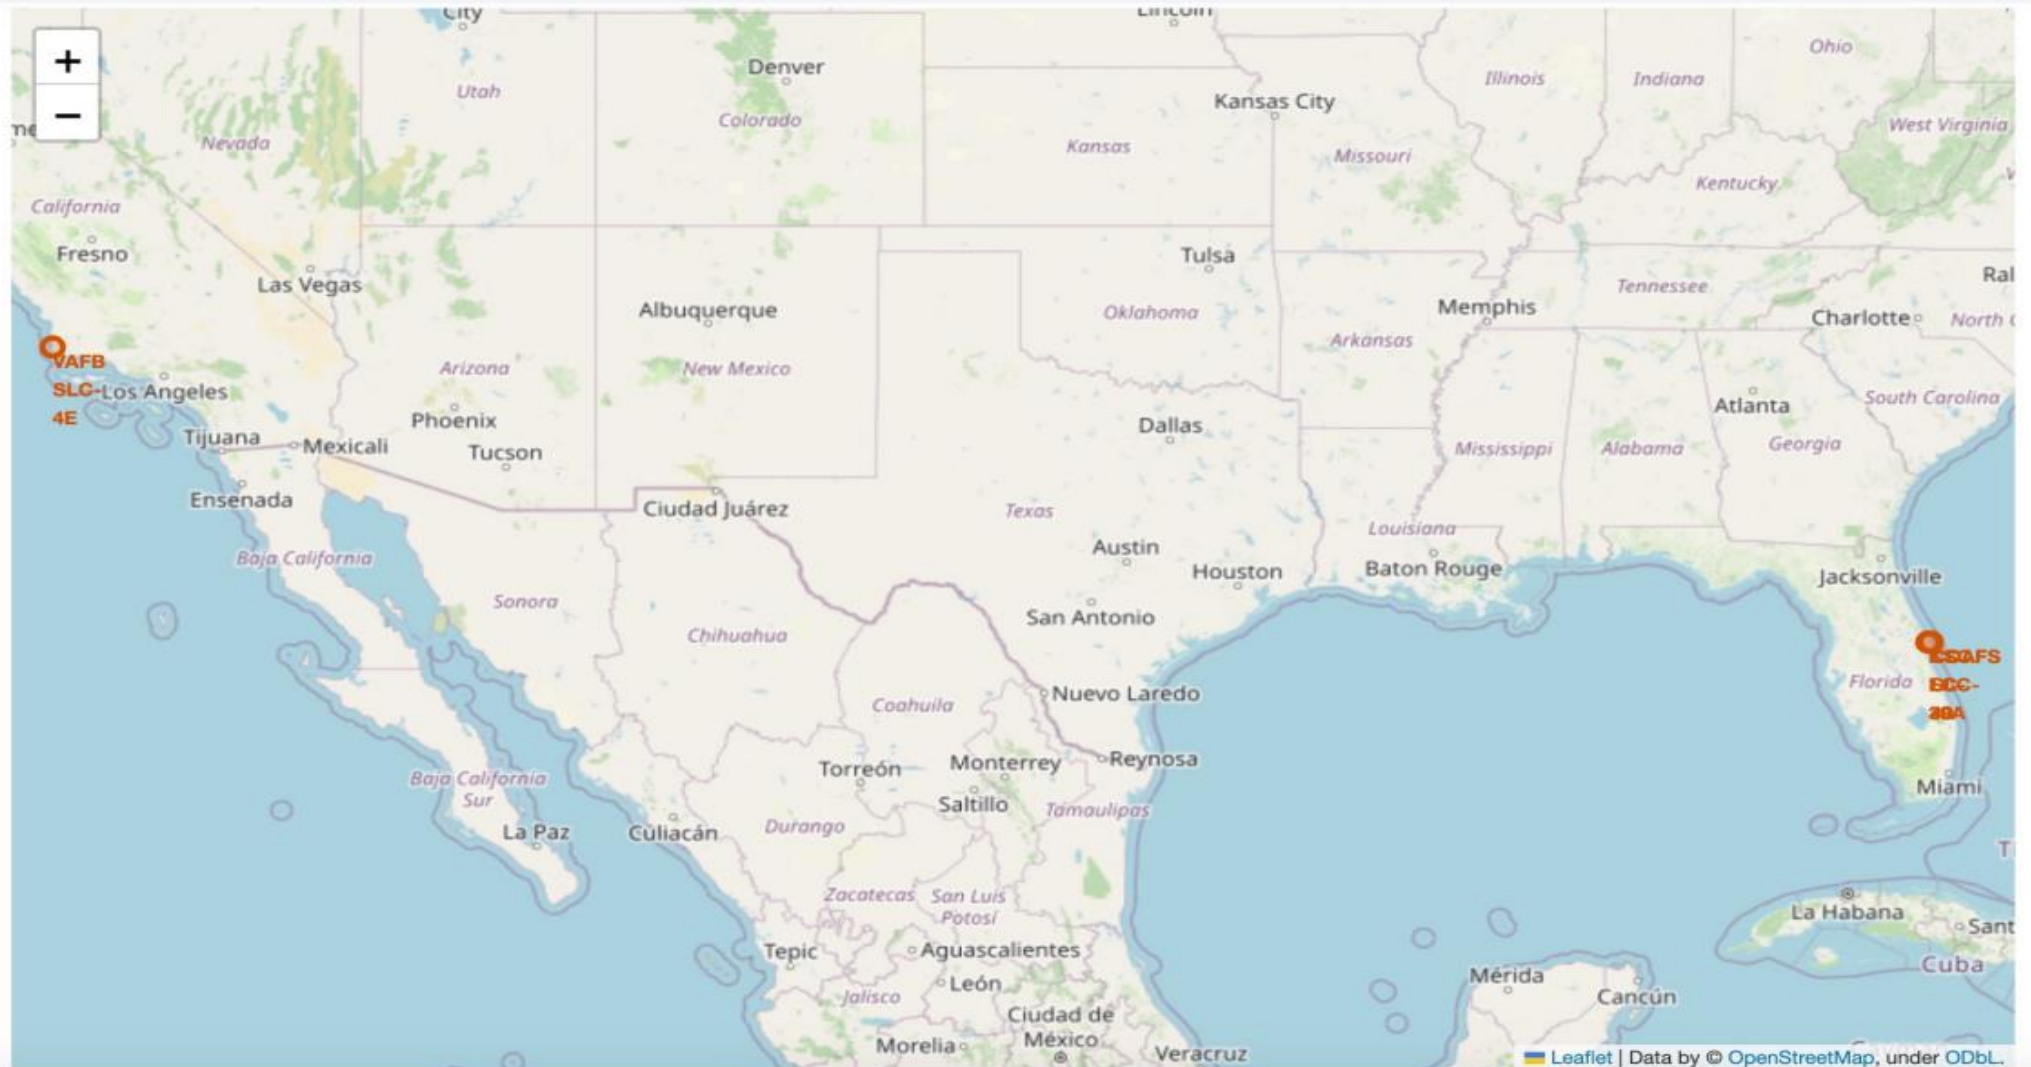 City
Lincoln
+
−
Denver
Ohio
Utah
Illinois
Indiana
Kansas City
Colorado
West Virginia
Nevada
Kansas
Missouri
Kentucky
California
Fresno
Tulsa
Ral
Las Vegas
Tennessee
Albuquerque
Oklahoma
Memphis
Charlotte
North C
Arkansas
VAFB
SLC-
4E
Los Angeles
Arizona
New Mexico
South Carolina
Atlanta
Phoenix
Dallas
Tijuana
Mexicali
Tucson
Mississippi
Alabama
Georgia
Ensenada
Ciudad Juárez
Texas
Louisiana
Austin
Baja California
Houston
Baton Rouge
Jacksonville
Sonora
San Antonio
Chihuahua
Florida
Nuevo Laredo
Coahuila
Reynosa
Torreón
Monterrey
Baja California
Sur
Miami
Saltillo
Tamaulipas
Durango
La Paz
Culiacán
Zacatecas
San Luis
Potosí
La Habana
Sant
Tepic
Aguascalientes
Cuba
Mérida
León
Jalisco
Cancún
Ciudad de
México
Morelia
Veracruz
Leaflet | Data by © OpenStreetMap, under ODbL.